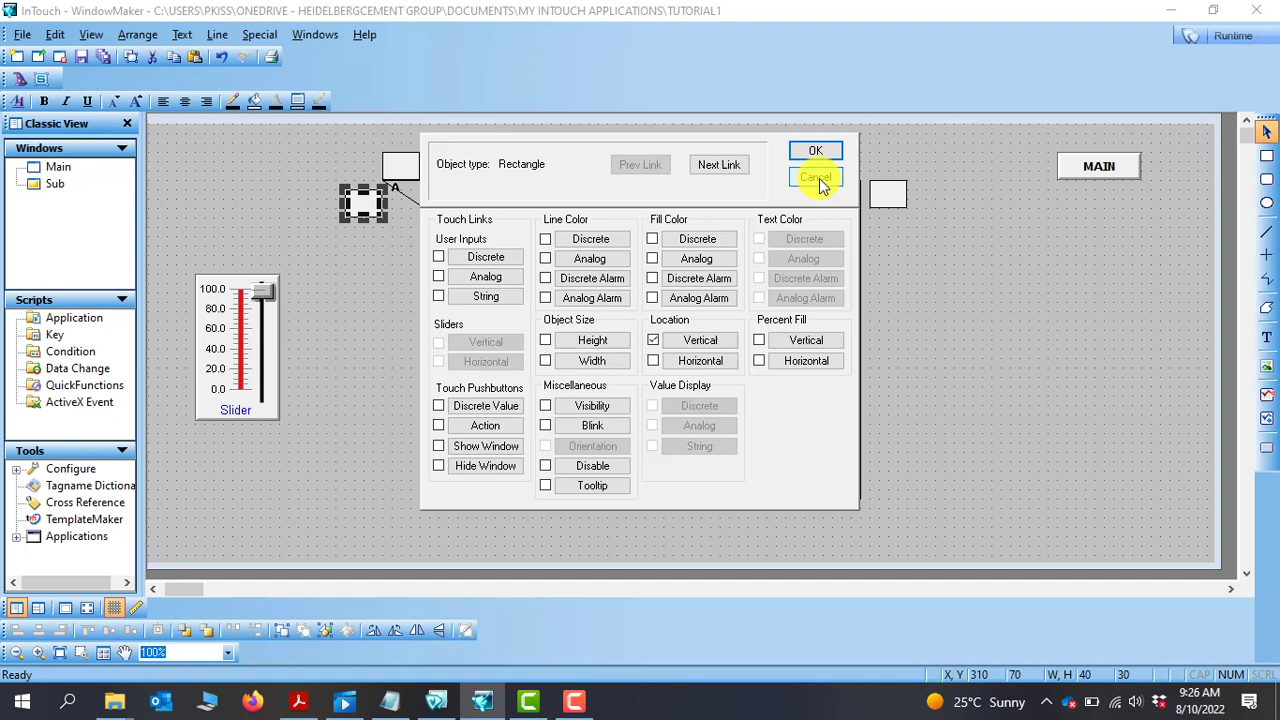 InTouch - WindowMaker - C:\USERS\PKISS\ONEDRIVE - HEIDELBERGCEMENT GROUP\DOCUMENTS\MY INTOUCH APPLICATIONS\TUTORIAL1
File Edit View Arrange Text Line Special Windows Help
Runtime
B I U
Classic View
Windows
Main
Sub
Scripts
Application
Key
Condition
Data Change
QuickFunctions
ActiveX Event
Tools
Configure
Tagname Dictiona
Cross Reference
TemplateMaker
Applications
A
MAIN
100.0
80.0
60.0
40.0
20.0
0.0
Slider
Object type: Rectangle
Prev Link Next Link
OK
Cancel
Touch Links
User Inputs
Discrete
Analog
String
Sliders
Vertical
Horizontal
Touch Pushbuttons
Discrete Value
Action
Show Window
Hide Window
Line Color
Discrete
Analog
Discrete Alarm
Analog Alarm
Object Size
Height
Width
Miscellaneous
Visibility
Blink
Orientation
Disable
Tooltip
Fill Color
Discrete
Analog
Discrete Alarm
Analog Alarm
Location
Vertical
Horizontal
Value Display
Discrete
Analog
String
Text Color
Discrete
Analog
Discrete Alarm
Analog Alarm
Percent Fill
Vertical
Horizontal
100%
Ready
X, Y 310 70 W, H 40 30 CAP NUM SCRL
25°C Sunny
9:26 AM
8/10/2022